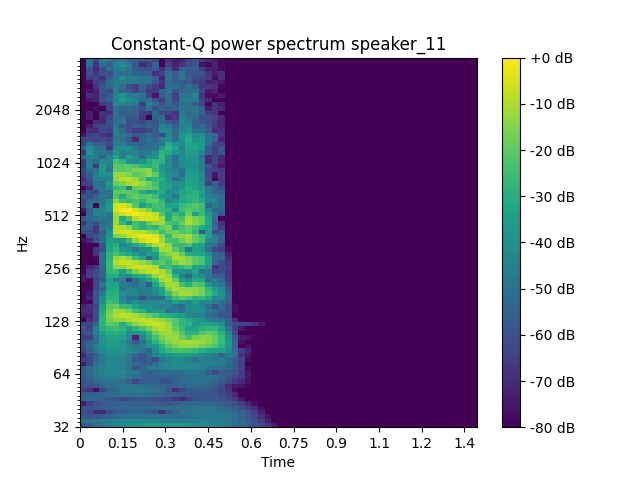 Constant-Q power spectrum speaker_11
Hz
2048
1024
512
256
128
64
32
0 0.15 0.3 0.45 0.6 0.75 0.9 1.1 1.2 1.4
Time
+0 dB
-10 dB
-20 dB
-30 dB
-40 dB
-50 dB
-60 dB
-70 dB
-80 dB